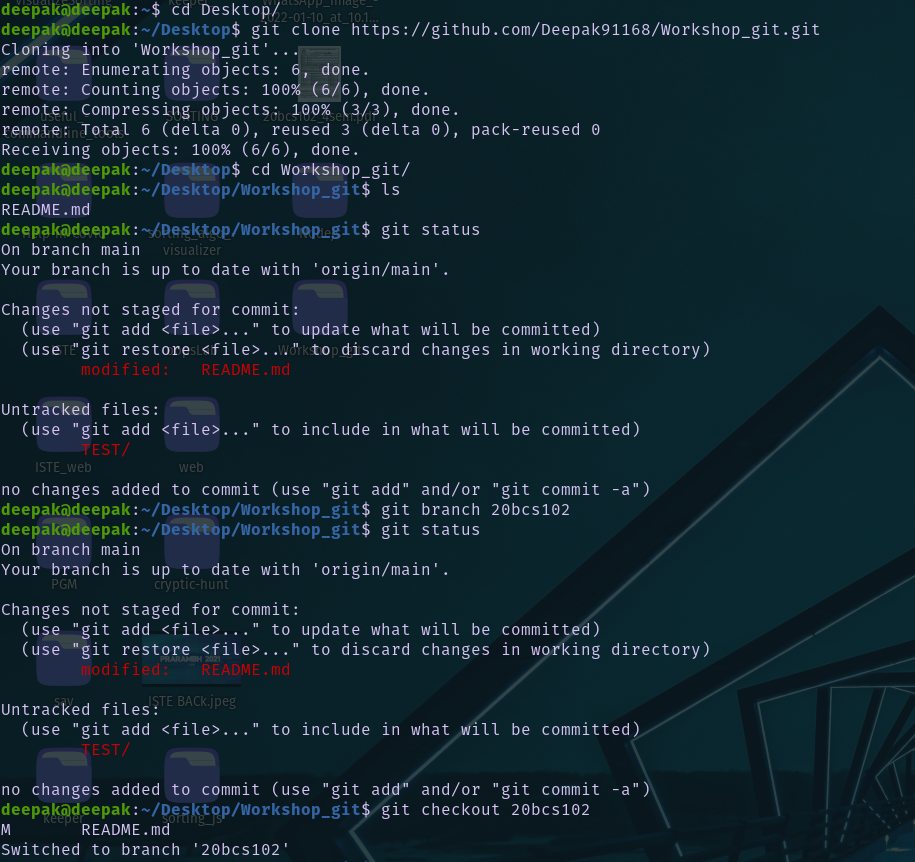 deepak@deepak:~$ cd Desktop/
deepak@deepak:~/Desktop$ git clone https://github.com/Deepak91168/Workshop_git.git
Cloning into 'Workshop_git'...
remote: Enumerating objects: 6, done.
remote: Counting objects: 100% (6/6), done.
remote: Compressing objects: 100% (3/3), done.
remote: Total 6 (delta 0), reused 3 (delta 0), pack-reused 0
Receiving objects: 100% (6/6), done.
deepak@deepak:~/Desktop$ cd Workshop_git/
deepak@deepak:~/Desktop/Workshop_git$ ls
README.md
deepak@deepak:~/Desktop/Workshop_git$ git status
On branch main
visualizer
Your branch is up to date with 'origin/main'.
Changes not staged for commit:
  (use "git add <file>..." to update what will be committed)
  (use "git restore <file>..." to discard changes in working directory)
        modified:   README.md
Untracked files:
  (use "git add <file>..." to include in what will be committed)
        TEST/
ISTE_web
web
no changes added to commit (use "git add" and/or "git commit -a")
deepak@deepak:~/Desktop/Workshop_git$ git branch 20bcs102
deepak@deepak:~/Desktop/Workshop_git$ git status
On branch main
Your branch is up to date with 'origin/main'.
PGM
cryptic-hunt
Changes not staged for commit:
  (use "git add <file>..." to update what will be committed)
  (use "git restore <file>..." to discard changes in working directory)
        modified:   README.md
ISTE BACk.jpeg
Untracked files:
  (use "git add <file>..." to include in what will be committed)
        TEST/
no changes added to commit (use "git add" and/or "git commit -a")
deepak@deepak:~/Desktop/Workshop_git$ git checkout 20bcs102
keeper
sorting_js
M       README.md
Switched to branch '20bcs102'